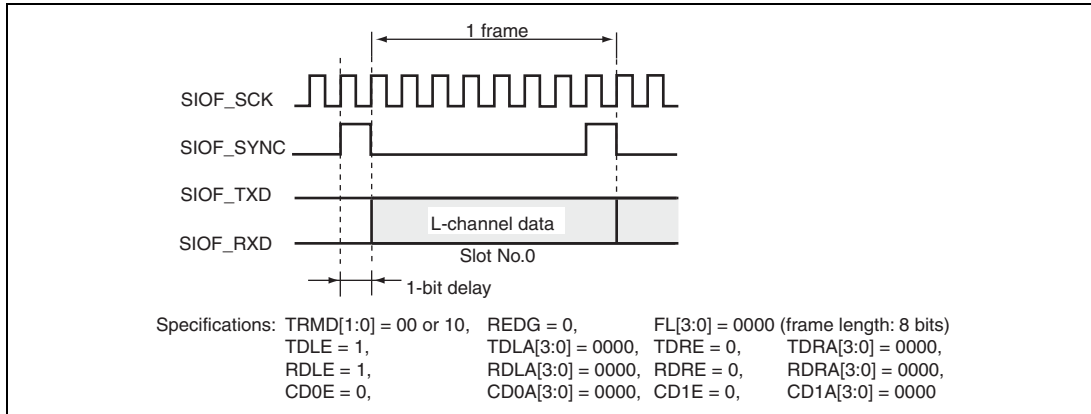 1 frame
SIOF_SCK
SIOF_SYNC
SIOF_TXD
L-channel data
SIOF_RXD
Slot No.0
1-bit delay
Specifications: TRMD[1:0] = 00 or 10, REDG = 0, FL[3:0] = 0000 (frame length: 8 bits)
TDLE = 1, TDLA[3:0] = 0000, TDRE = 0, TDRA[3:0] = 0000,
RDLE = 1, RDLA[3:0] = 0000, RDRE = 0, RDRA[3:0] = 0000,
CD0E = 0, CD0A[3:0] = 0000, CD1E = 0, CD1A[3:0] = 0000